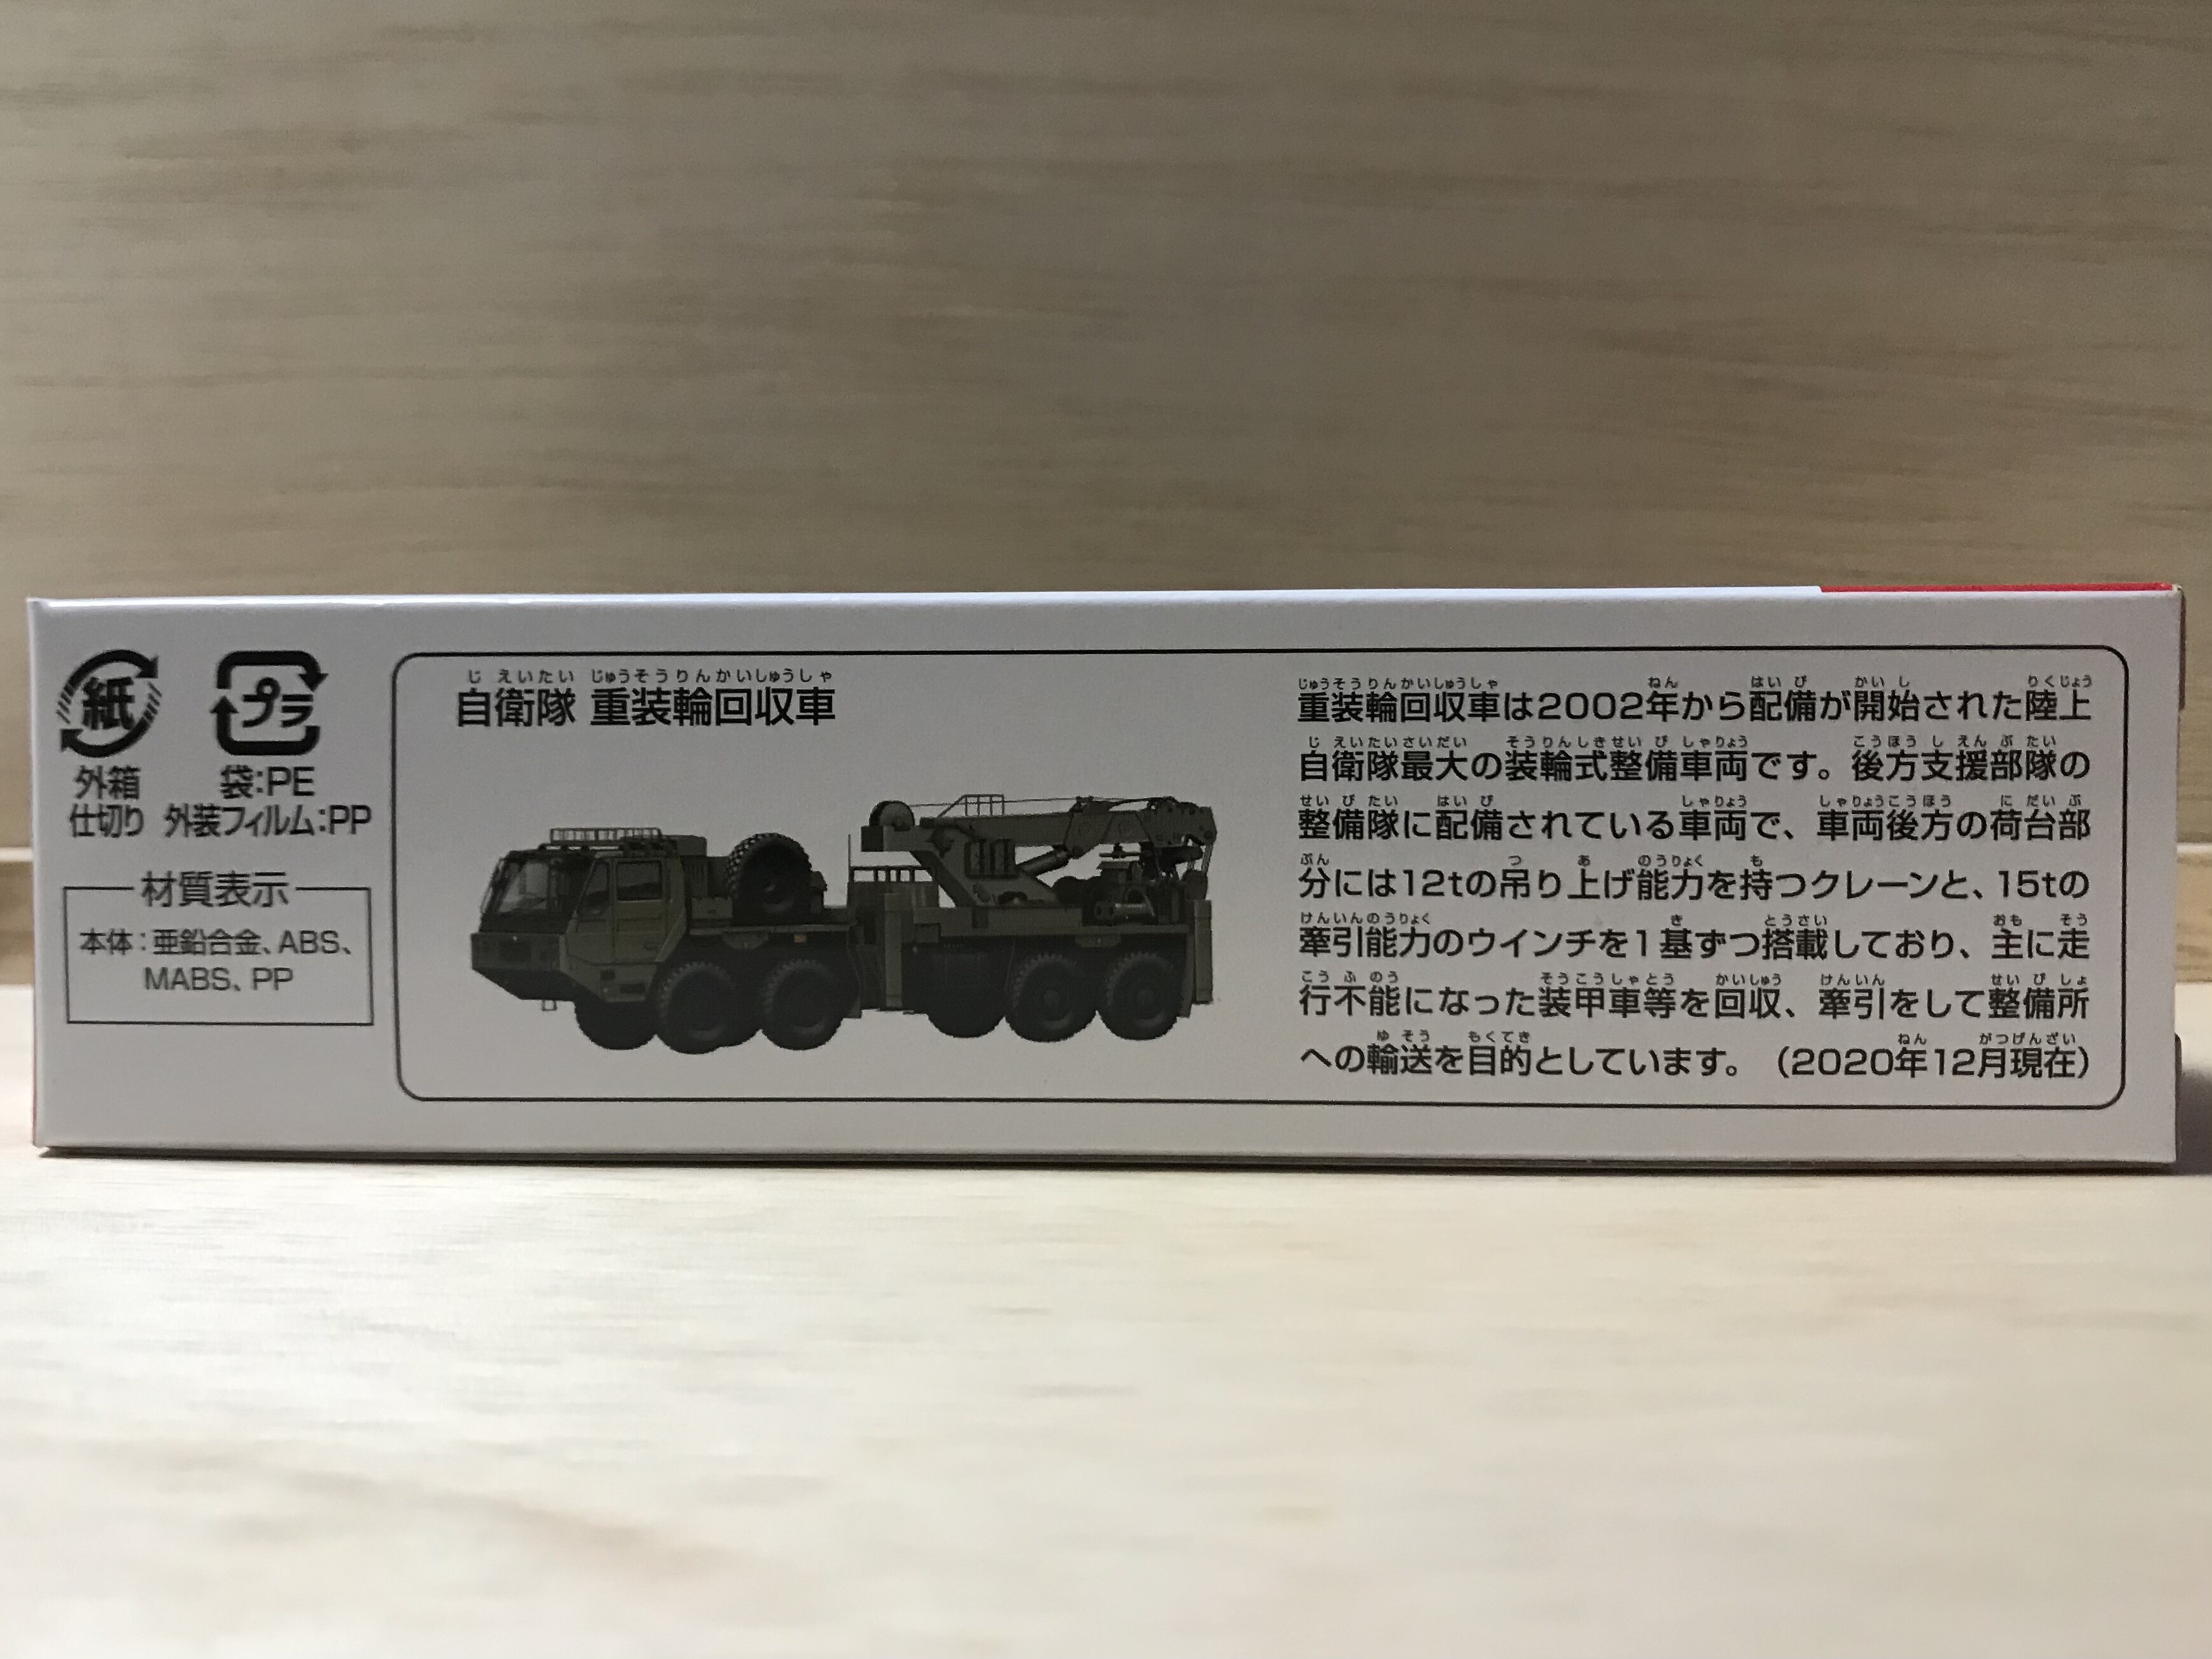 紙
プラ
外箱
仕切り
袋:PE
外装フィルム:PP
材質表示
本体:亜鉛合金、ABS、
MABS、PP
じえいたい じゅうそうりんかいしゅうしゃ
自衛隊 重装輪回収車
じゅうそうりんかいしゅうしゃ ねん はいび かいし りくじょう
重装輪回収車は2002年から配備が開始された陸上
じえいたいさいだい そうりんしきせいびしゃりょう こうほうしえんぶたい
自衛隊最大の装輪式整備車両です。後方支援部隊の
せいびたい はいび しゃりょう しゃりょうこうほう にだいぶ
整備隊に配備されている車両で、車両後方の荷台部
ぶん つ あ のうりょく も
分には12tの吊り上げ能力を持つクレーンと、15tの
けんいんのうりょく き とうさい おも そう
牽引能力のウインチを1基ずつ搭載しており、主に走
こうふのう そうこうしゃとう かいしゅう けんいん せいびしょ
行不能になった装甲車等を回収、牽引をして整備所
ゆそう もくてき ねん がつげんざい
への輸送を目的としています。(2020年12月現在)